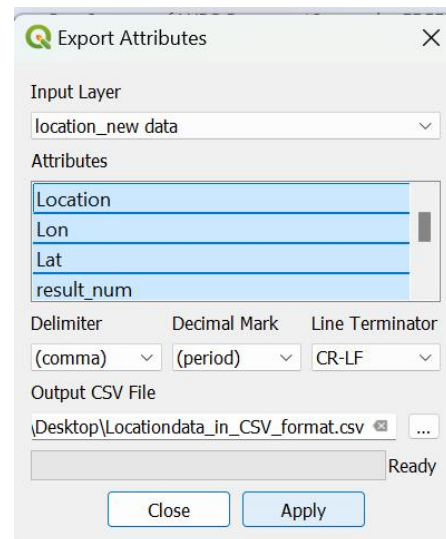 Export Attributes
Input Layer
location_new data
Attributes
Location
Lon
Lat
result_num
Delimiter Decimal Mark Line Terminator
(comma) (period) CR-LF
Output CSV File
\Desktop\Locationdata_in_CSV_format.csv ...
Ready
Close Apply